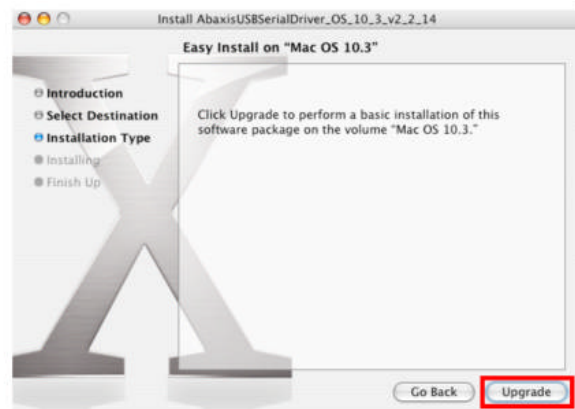 Install AbaxisUSBSerialDriver_OS_10_3_v2_2_14
Easy Install on "Mac OS 10.3"
Introduction
Select Destination
Installation Type
Installing
Finish Up
Click Upgrade to perform a basic installation of this
software package on the volume "Mac OS 10.3."
Go Back
Upgrade